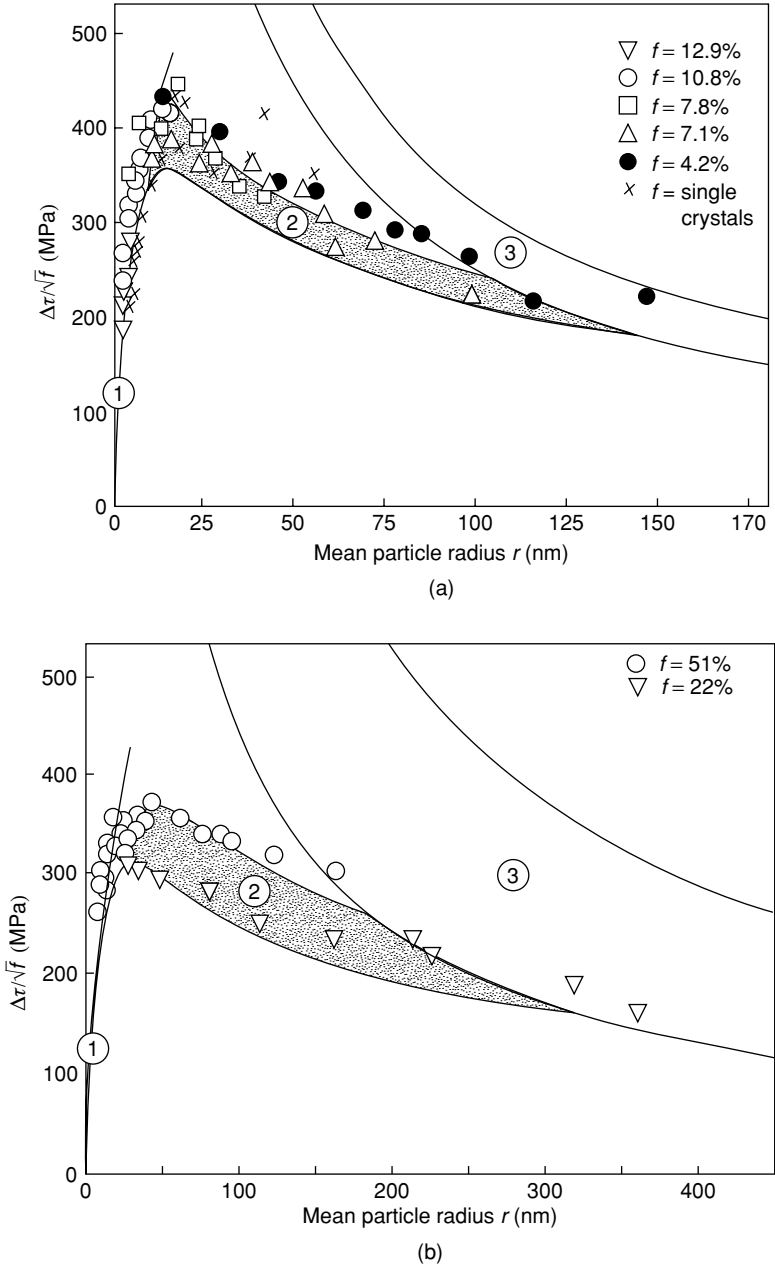 500
400
300
200
100
0
Δτ/√f (MPa)
f = 12.9%
f = 10.8%
f = 7.8%
f = 7.1%
f = 4.2%
f = single
crystals
1
2
3
0 25 50 75 100 125 150 170
Mean particle radius r (nm)
(a)
500
400
300
200
100
0
Δτ/√f (MPa)
f = 51%
f = 22%
1
2
3
0 100 200 300 400
Mean particle radius r (nm)
(b)